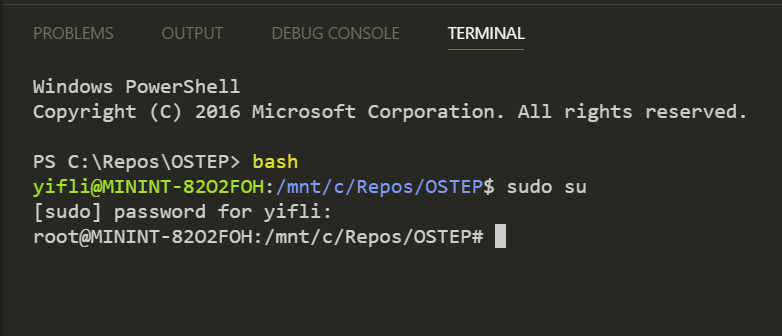 PROBLEMS OUTPUT DEBUG CONSOLE TERMINAL
Windows PowerShell
Copyright (C) 2016 Microsoft Corporation. All rights reserved.
PS C:\Repos\OSTEP> bash
yifli@MININT-82O2FOH:/mnt/c/Repos/OSTEP$ sudo su
[sudo] password for yifli:
root@MININT-82O2FOH:/mnt/c/Repos/OSTEP#